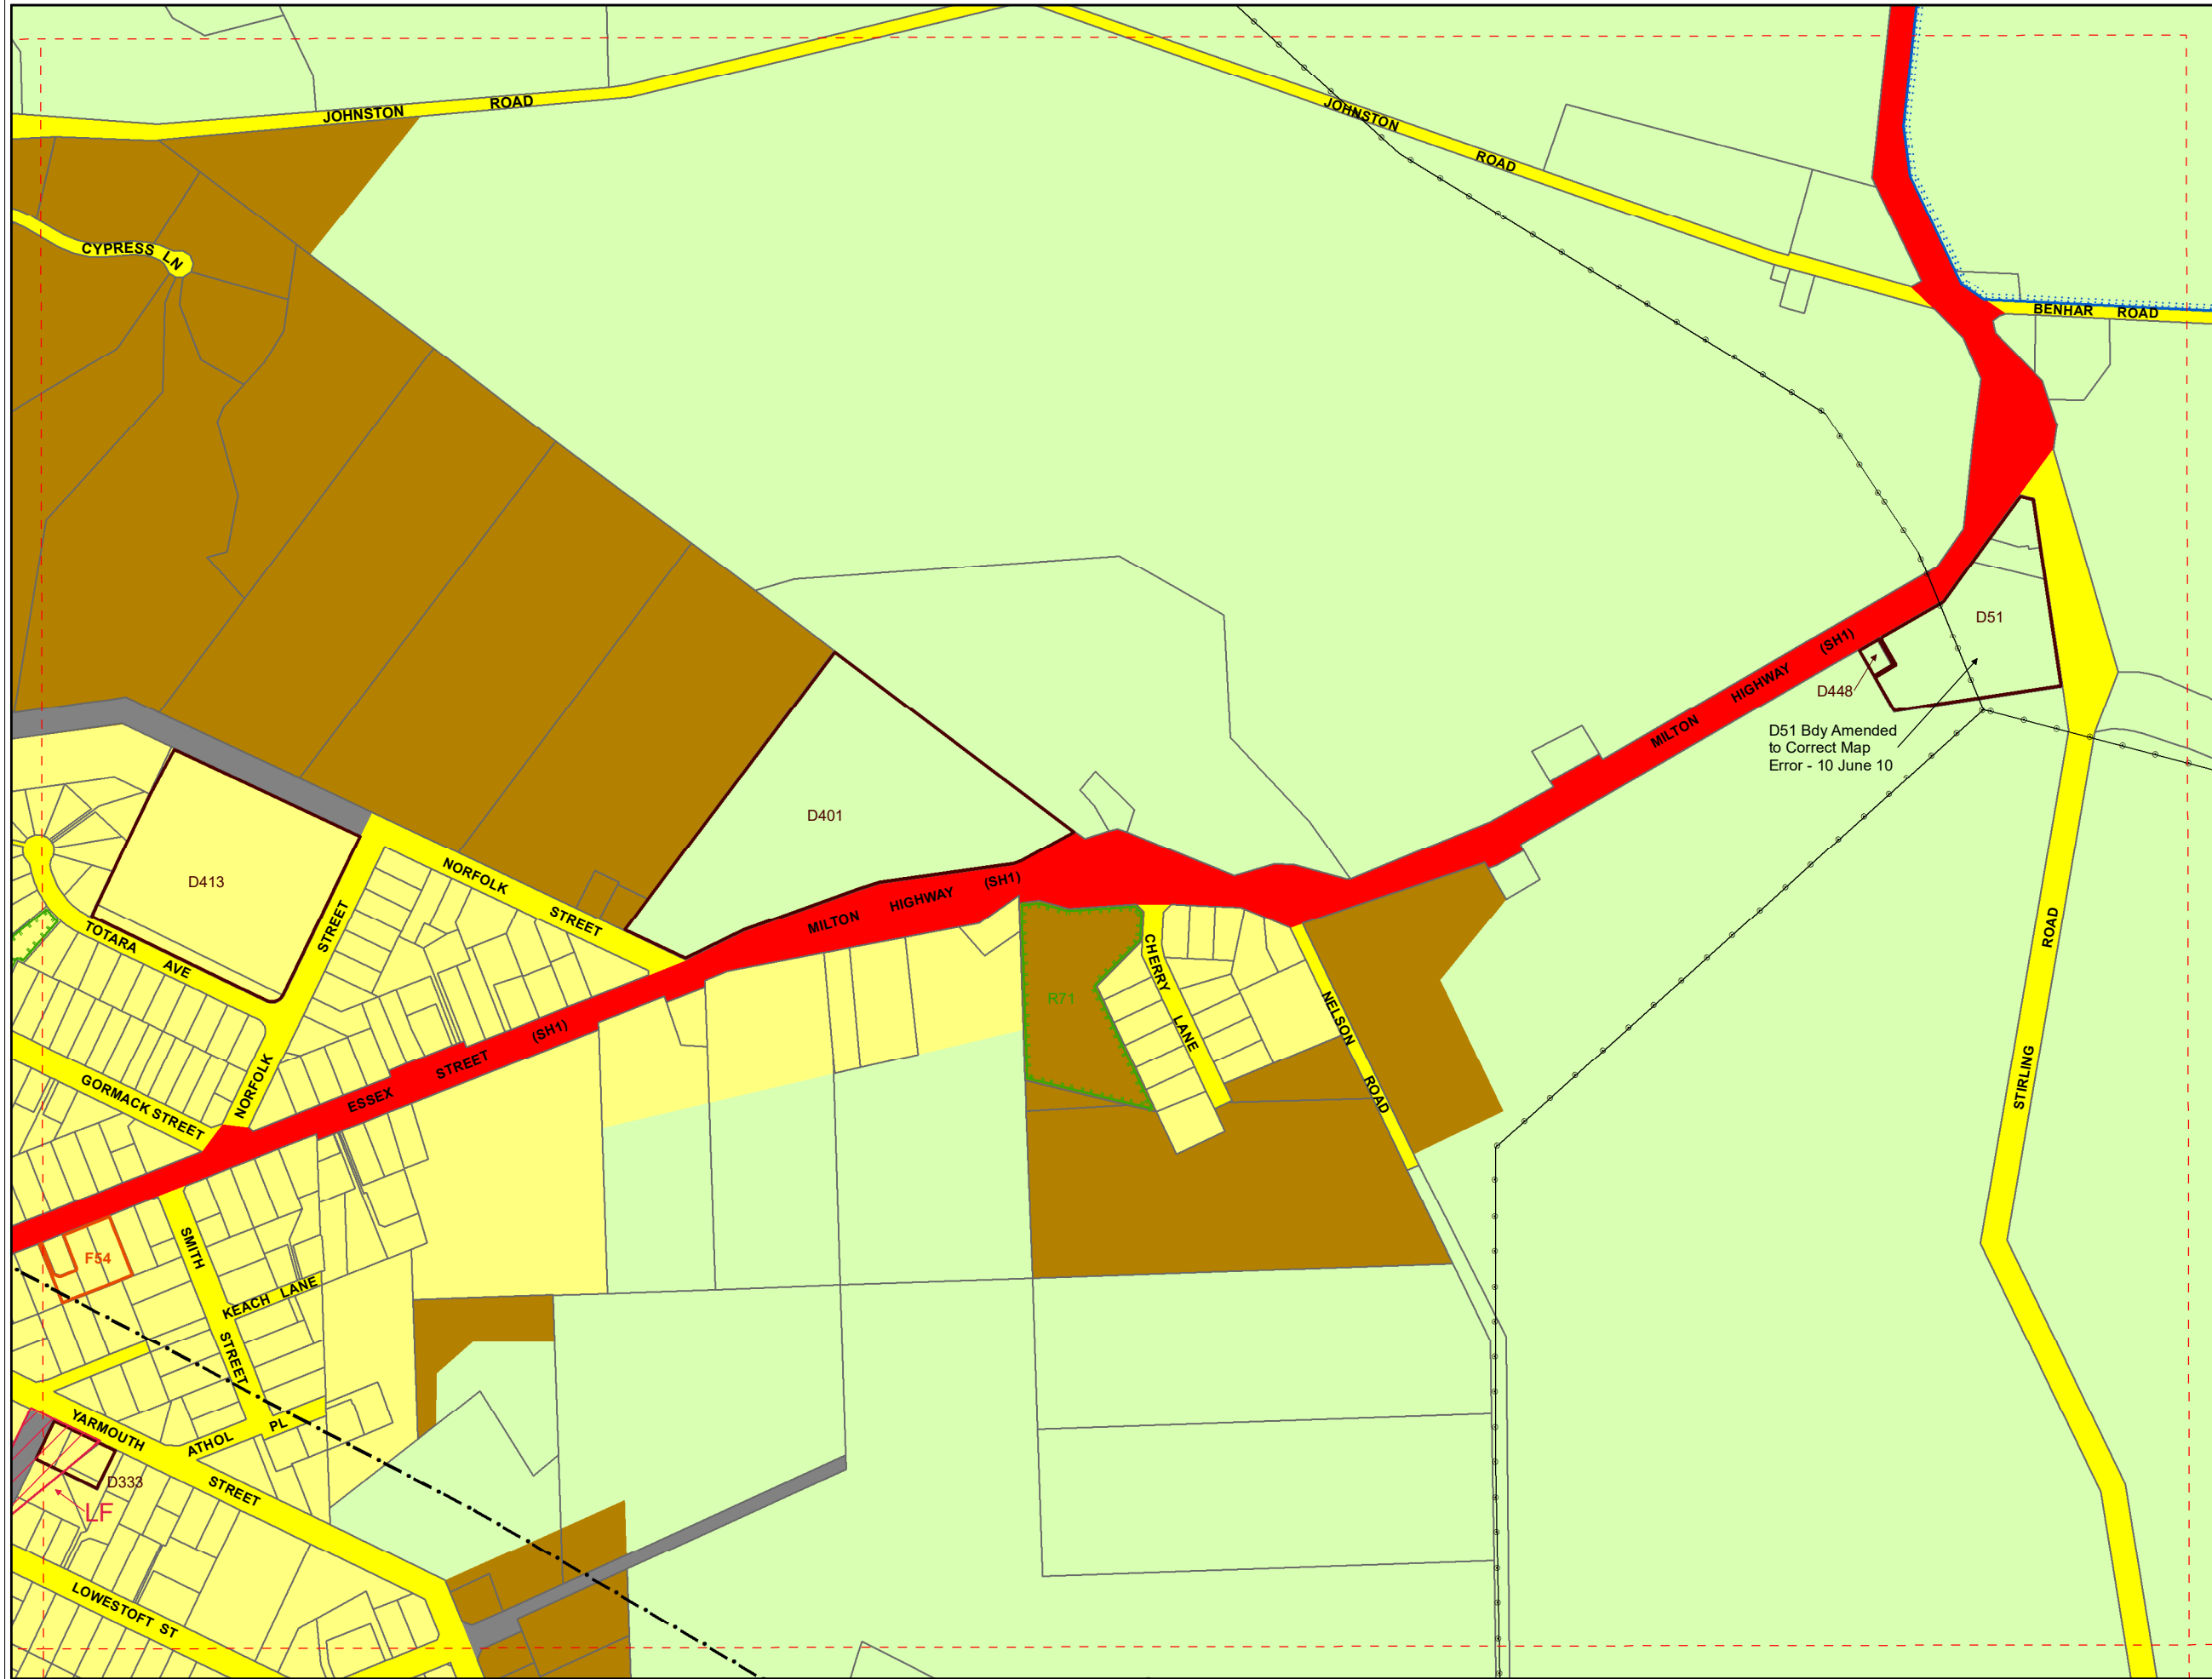 JOHNSTON ROAD
JOHNSTON ROAD
CYPRESS LN
BENHAR ROAD
D51
MILTON HIGHWAY (SH1)
D448
D51 Bdy Amended
to Correct Map
Error - 10 June 10
D401
D413
NORFOLK STREET
MILTON HIGHWAY (SH1)
TOTARA AVE
NORFOLK STREET
CHERRY LANE
R71
NELSON ROAD
STIRLING ROAD
ESSEX STREET (SH1)
GORMACK STREET
F54
SMITH STREET
KEACH LANE
YARMOUTH STREET
ATHOL PL
D333
LF
LOWESTOFT ST